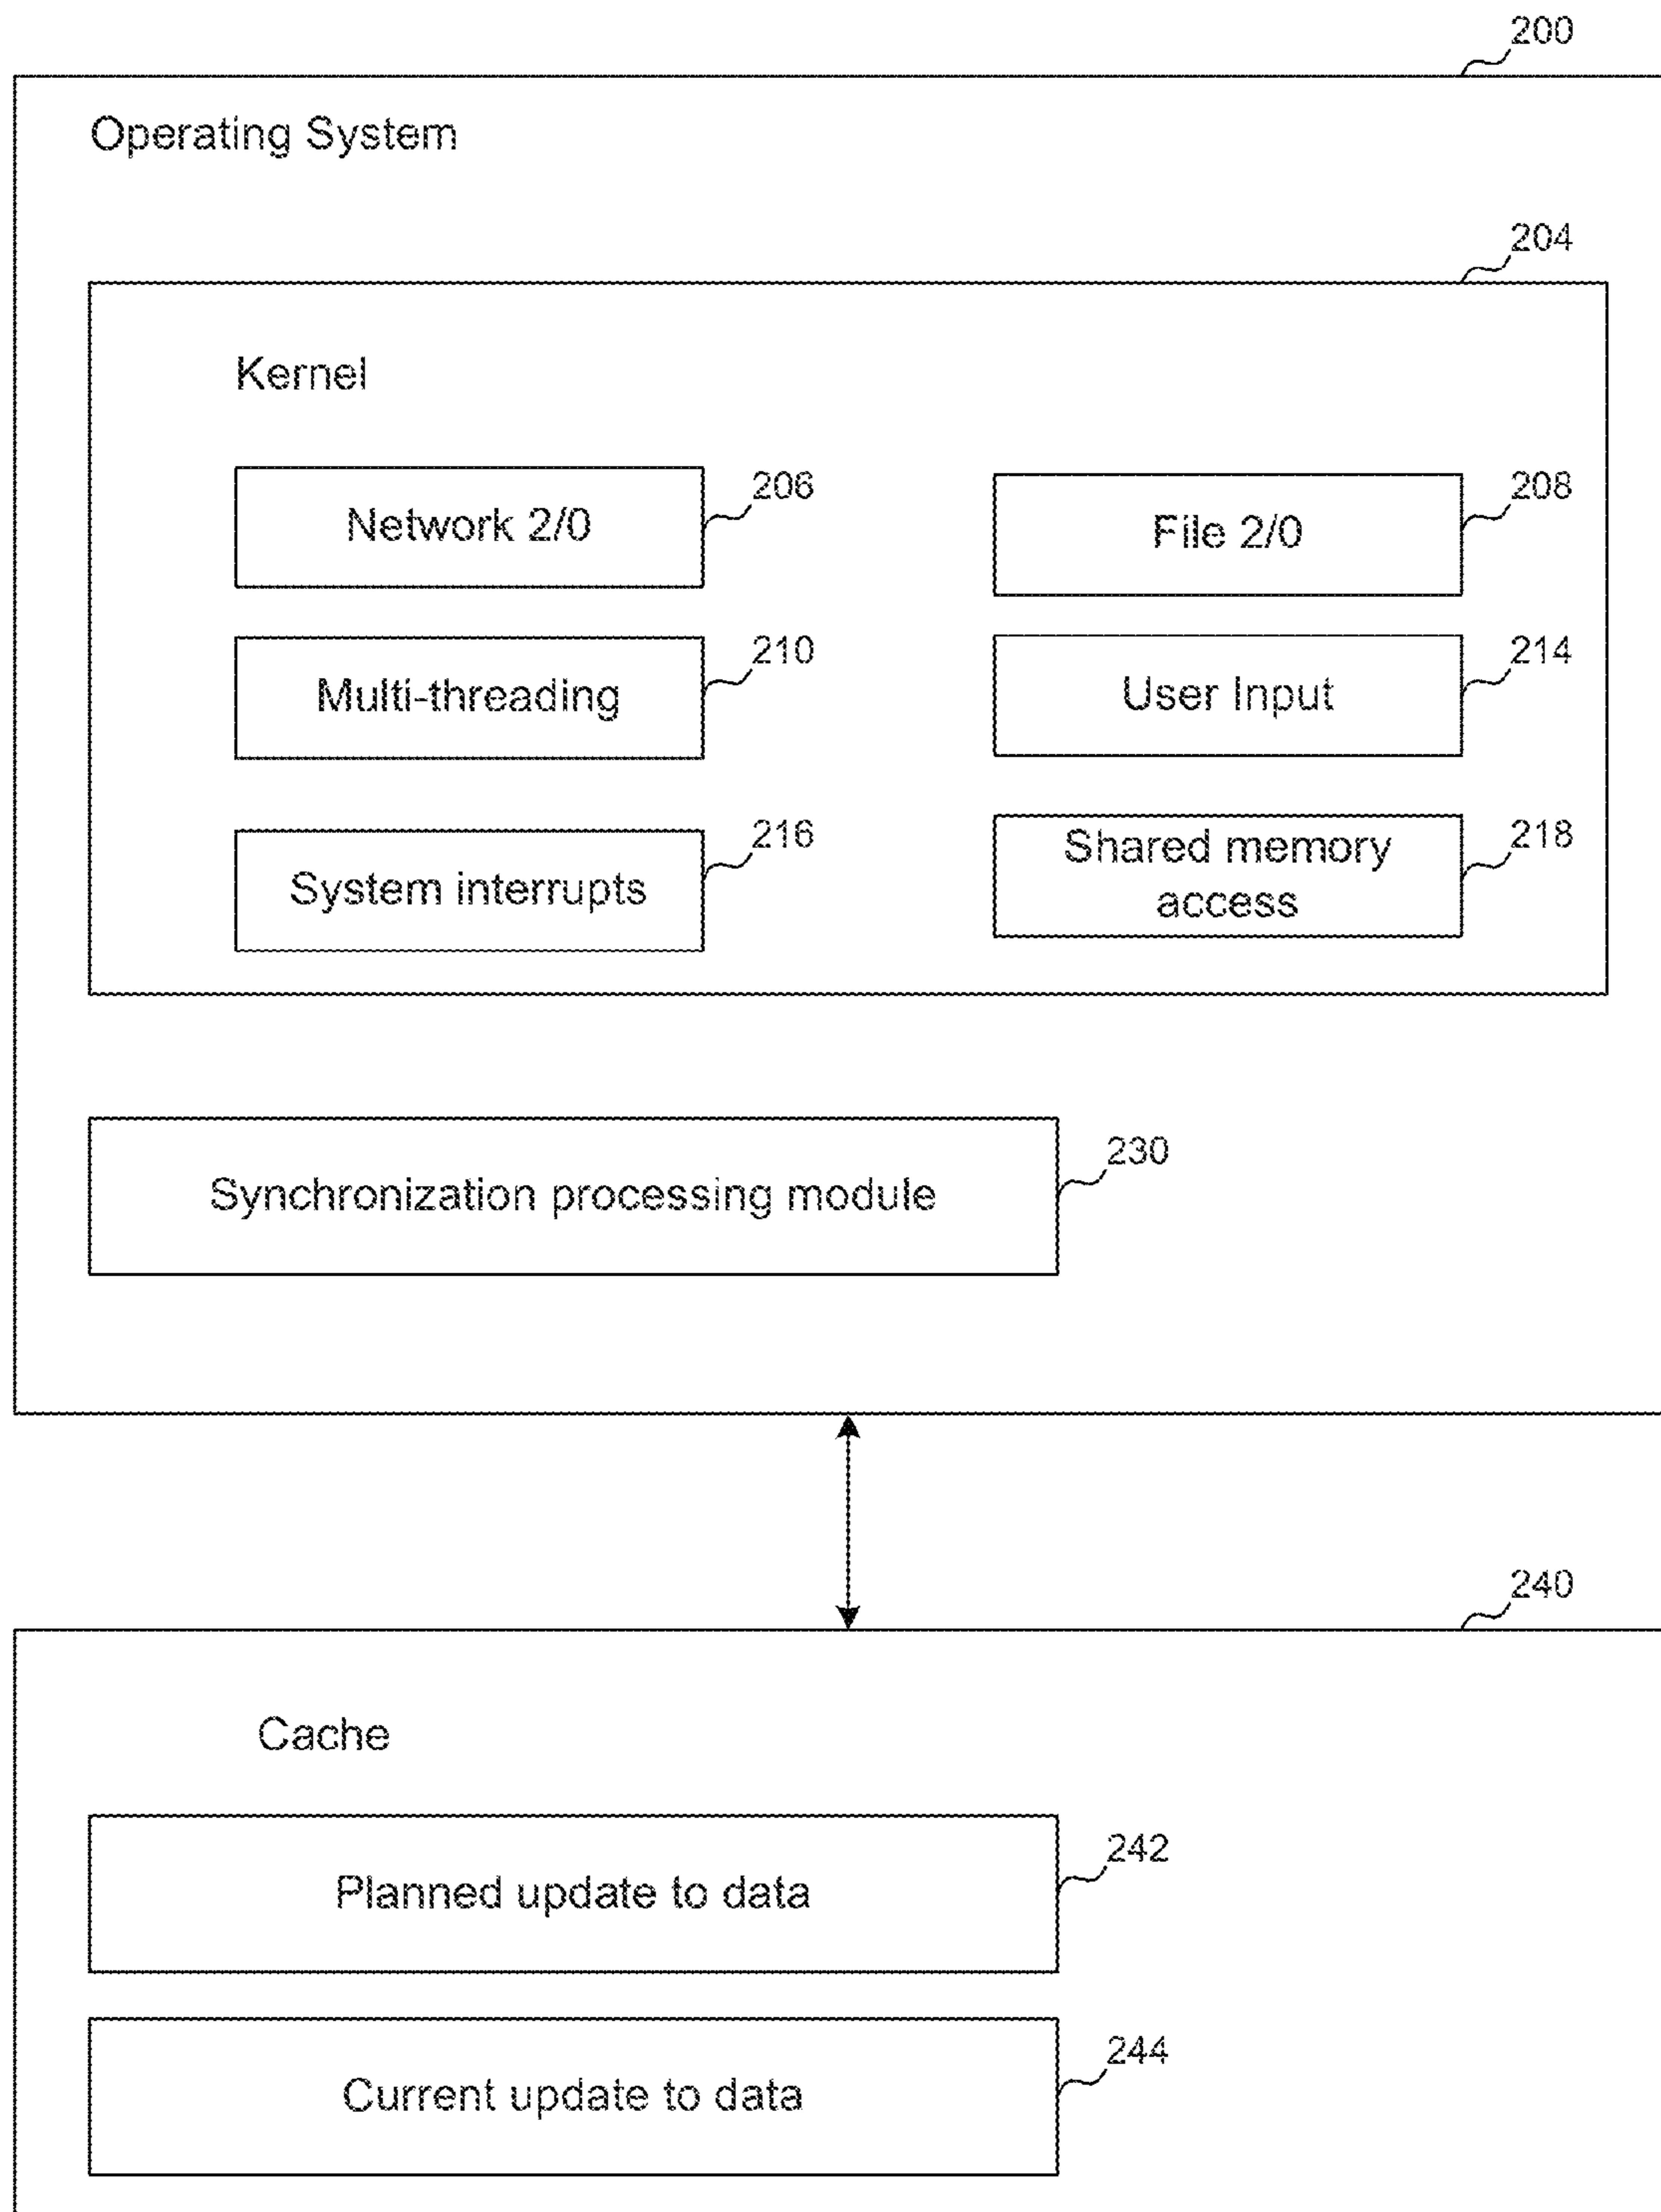 200
Operating System
204
Kernel
Network 2/0
206
File 2/0
208
Multi-threading
210
User Input
214
System interrupts
216
Shared memory
access
218
Synchronization processing module
230
240
Cache
Planned update to data
242
Current update to data
244